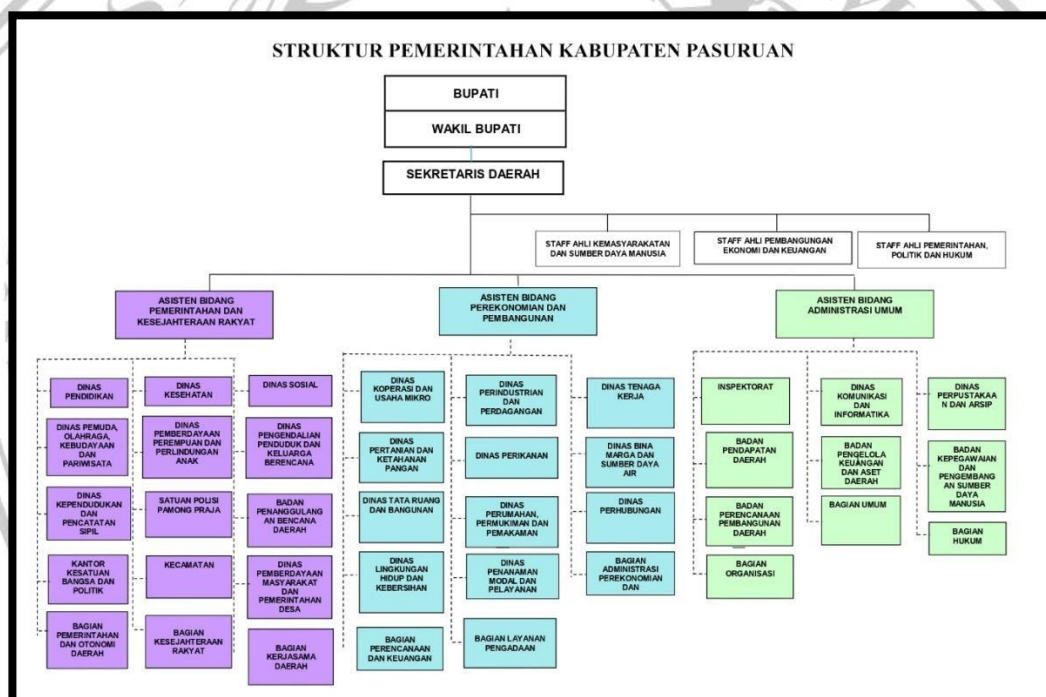 STRUKTUR PEMERINTAHAN KABUPATEN PASURUAN
BUPATI
WAKIL BUPATI
SEKRETARIS DAERAH
STAFF AHLI KEMASYARAKATAN
DAN SUMBER DAYA MANUSIA
STAFF AHLI PEMBANGUNGAN
EKONOMI DAN KEUANGAN
STAFF AHLI PEMERINTAHAN,
POLITIK DAN HUKUM
ASISTEN BIDANG
PEMERINTAHAN DAN
KESEJAHTERAAN RAKYAT
ASISTEN BIDANG
PEREKONOMIAN DAN
PEMBANGUNAN
ASISTEN BIDANG
ADMINISTRASI UMUM
DINAS
PENDIDIKAN
DINAS
KESEHATAN
DINAS SOSIAL
DINAS PEMUDA,
OLAHRAGA,
KEBUDAYAAN
DAN
PARIWISATA
DINAS
PEMBERDAYAAN
PEREMPUAN DAN
PERLINDUNGAN
ANAK
DINAS
PENGENDALIAN
PENDUDUK DAN
KELUARGA
BERENCANA
DINAS
KEPENDUDUKAN
DAN
PENCATATAN
SIPIL
SATUAN POLISI
PAMONG PRAJA
BADAN
PENANGGULANG
AN BENCANA
DAERAH
KANTOR
KESATUAN
BANGSA DAN
POLITIK
KECAMATAN
DINAS
PEMBERDAYAAN
MASYARAKAT
DAN
PEMERINTAHAN
DESA
BAGIAN
PEMERINTAHAN
DAN OTONOMI
DAERAH
BAGIAN
KESEJAHTERAAN
RAKYAT
BAGIAN
KERJASAMA
DAERAH
DINAS
KOPERASI DAN
USAHA MIKRO
DINAS
PERINDUSTRIAN
DAN
PERDAGANGAN
DINAS TENAGA
KERJA
DINAS
PERTANIAN DAN
KETAHANAN
PANGAN
DINAS PERIKANAN
DINAS BINA
MARGA DAN
SUMBER DAYA
AIR
DINAS TATA RUANG
DAN BANGUNAN
DINAS
PERUMAHAN,
PERMUKIMAN DAN
PEMAKAMAN
DINAS
PERHUBUNGAN
DINAS
LINGKUNGAN
HIDUP DAN
KEBERSIHAN
DINAS
PENANAMAN
MODAL DAN
PELAYANAN
BAGIAN
ADMINISTRASI
PEREKONOMIAN
DAN
BAGIAN
PERENCANAAN
DAN KEUANGAN
BAGIAN LAYANAN
PENGADAAN
INSPEKTORAT
DINAS
KOMUNIKASI
DAN
INFORMATIKA
DINAS
PERPUSTAKAA
N DAN ARSIP
BADAN
PENDAPATAN
DAERAH
BADAN
PENGELOLA
KEUANGAN
DAN ASET
DAERAH
BADAN
KEPEGAWAIAN
DAN
PENGEMBANG
AN SUMBER
DAYA
MANUSIA
BADAN
PERENCANAAN
PEMBANGUNAN
DAERAH
BAGIAN UMUM
BAGIAN
HUKUM
BAGIAN
ORGANISASI